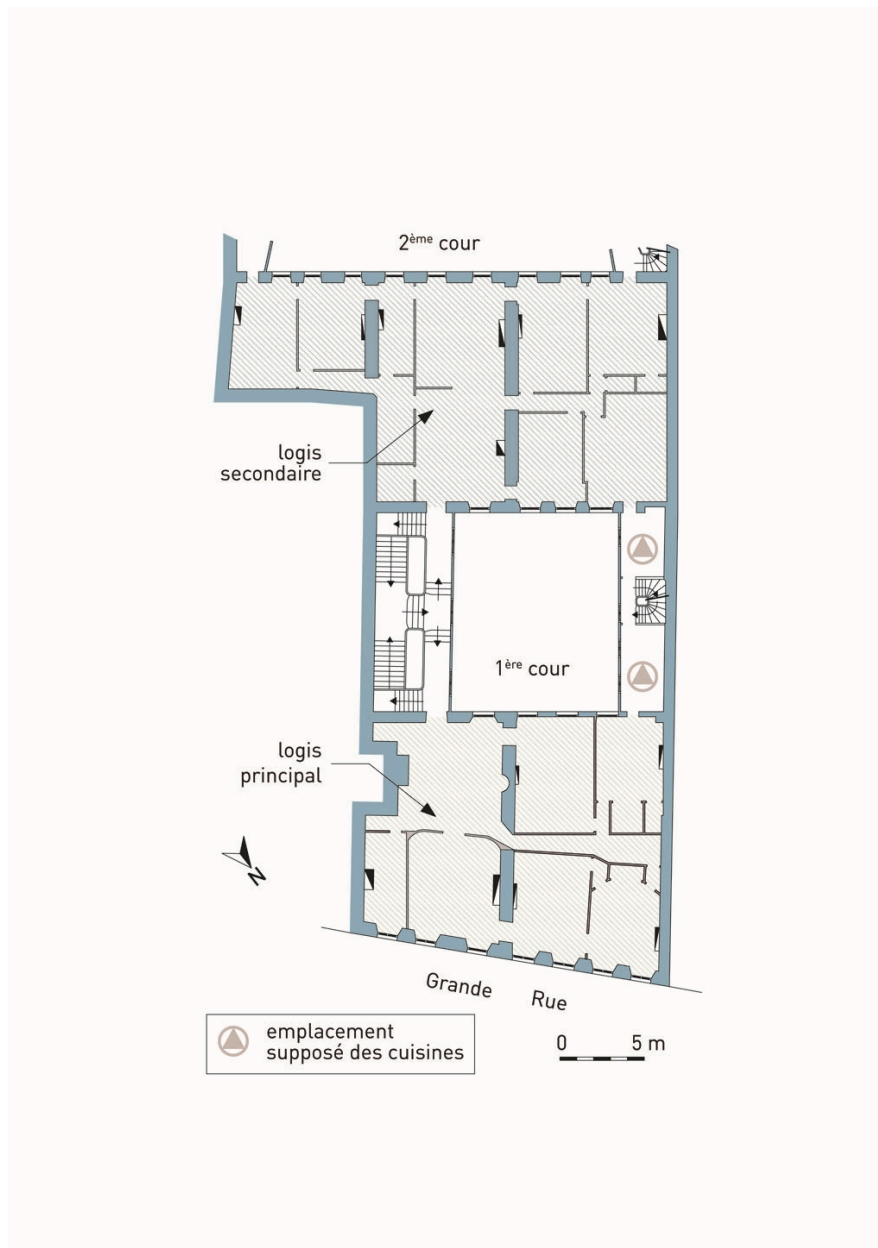 2ème cour
logis
secondaire
1ère cour
logis
principal
N
Grande Rue
emplacement
supposé des cuisines
0 5 m